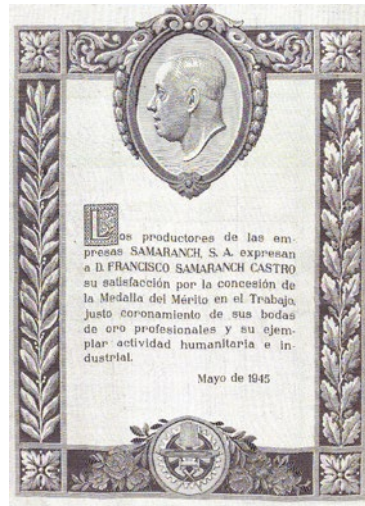 Los productores de las em-
presas SAMARANCH, S. A. expresan
a D. FRANCISCO SAMARANCH CASTRO
su satisfacción por la concesión de
la Medalla del Mérito en el Trabajo,
justo coronamiento de sus bodas
de oro profesionales y su ejem-
plar actividad humanitaria e in-
dustrial.
Mayo de 1945